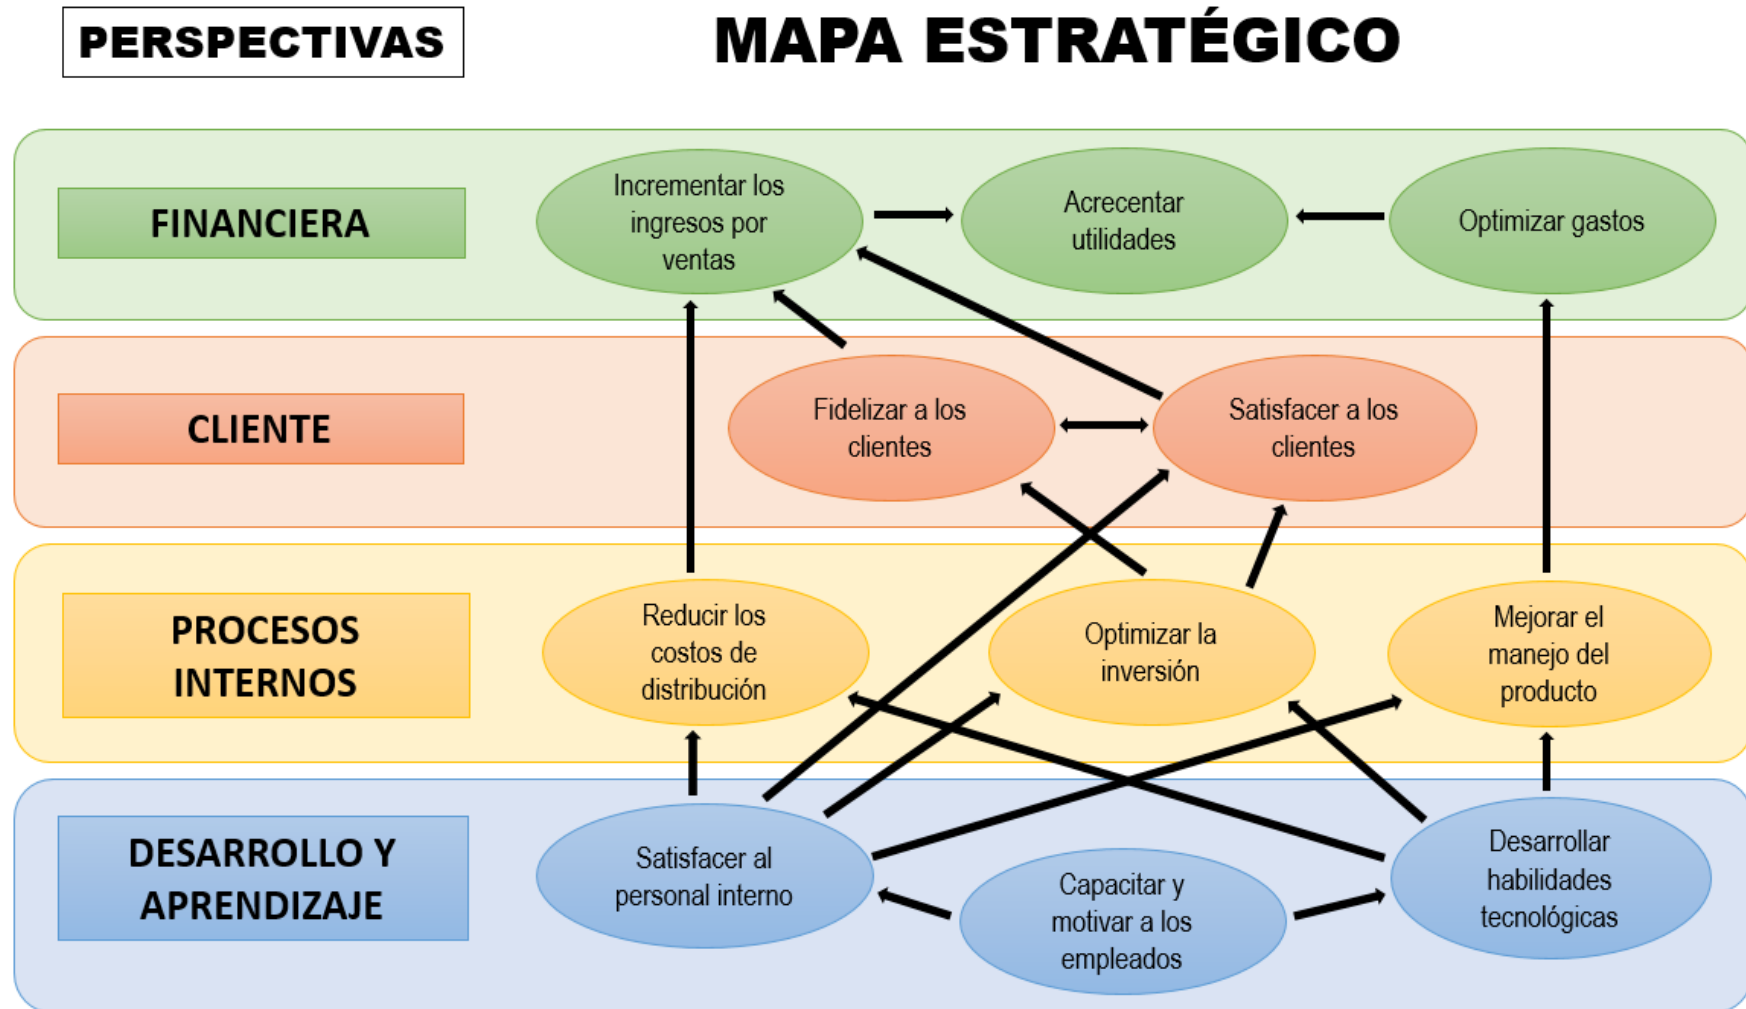 PERSPECTIVAS
MAPA ESTRATÉGICO
FINANCIERA
Incrementar los
ingresos por
ventas
Acrecentar
utilidades
Optimizar gastos
CLIENTE
Fidelizar a los
clientes
Satisfacer a los
clientes
PROCESOS
INTERNOS
Reducir los
costos de
distribución
Optimizar la
inversión
Mejorar el
manejo del
producto
DESARROLLO Y
APRENDIZAJE
Satisfacer al
personal interno
Capacitar y
motivar a los
empleados
Desarrollar
habilidades
tecnológicas